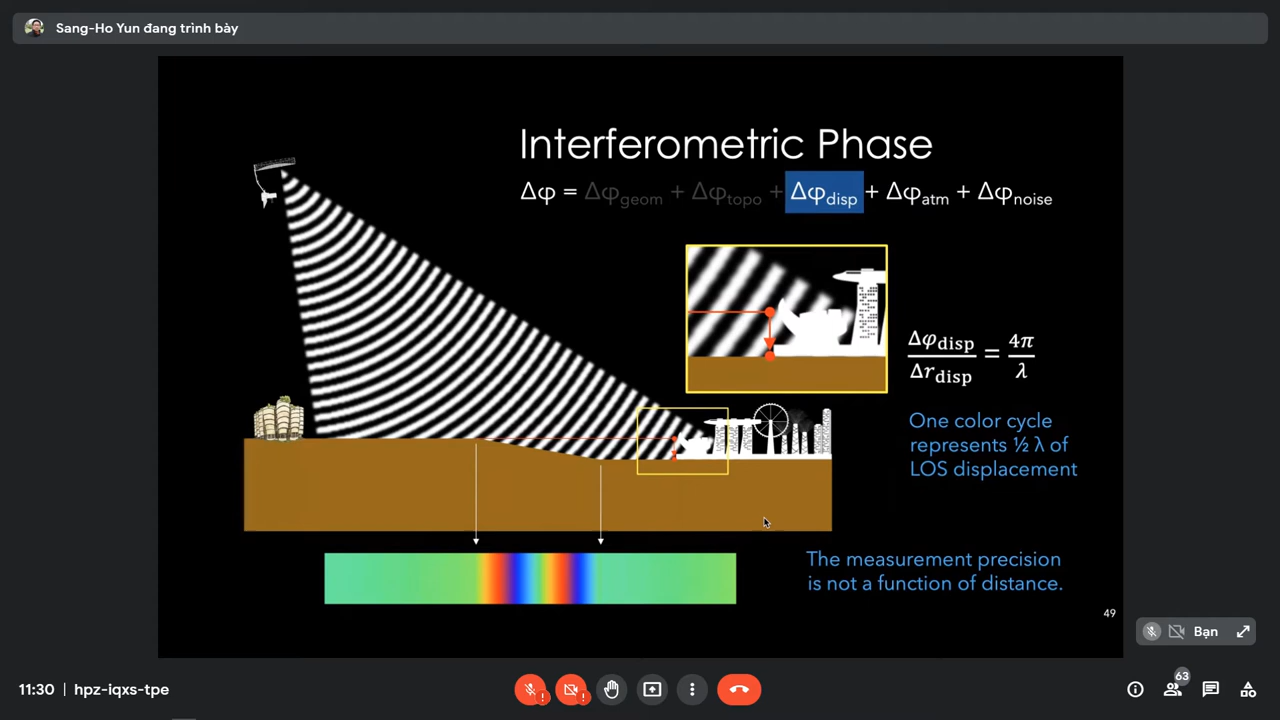 Sang-Ho Yun đang trình bày
Interferometric Phase
Δφ = Δφgeom + Δφtopo + Δφdisp + Δφatm + Δφnoise
Δφdisp / Δrdisp = 4π / λ
One color cycle
represents ½ λ of
LOS displacement
The measurement precision
is not a function of distance.
49
Bạn
11:30 | hpz-iqxs-tpe
63